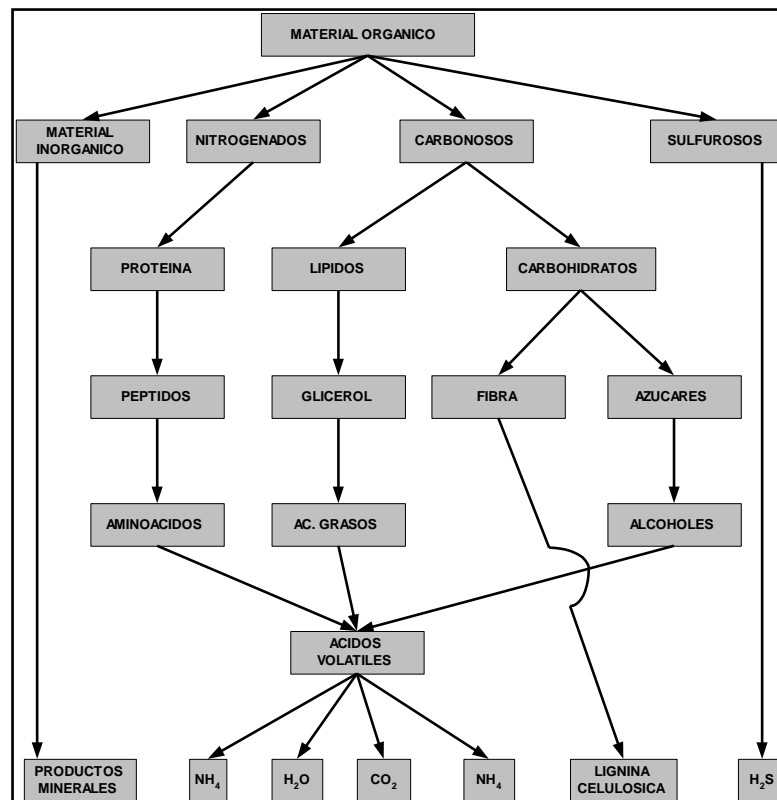 MATERIAL ORGANICO
MATERIAL
INORGANICO
NITROGENADOS
CARBONOSOS
SULFUROSOS
PROTEINA
LIPIDOS
CARBOHIDRATOS
PEPTIDOS
GLICEROL
FIBRA
AZUCARES
AMINOACIDOS
AC. GRASOS
ALCOHOLES
ACIDOS
VOLATILES
PRODUCTOS
MINERALES
NH₄
H₂O
CO₂
NH₄
LIGNINA
CELULOSICA
H₂S